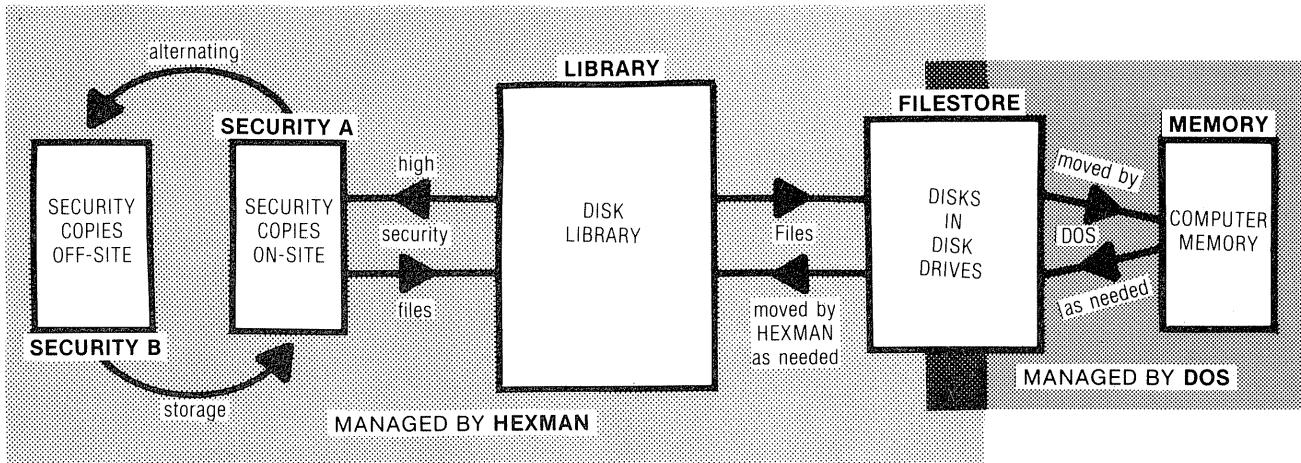 alternating
SECURITY A
SECURITY
COPIES
OFF-SITE
SECURITY
COPIES
ON-SITE
SECURITY B
storage
high
security
files
LIBRARY
DISK
LIBRARY
Files
moved by
HEXMAN
as needed
FILESTORE
DISKS
IN
DISK
DRIVES
moved by
DOS
as needed
MEMORY
COMPUTER
MEMORY
MANAGED BY HEXMAN
MANAGED BY DOS